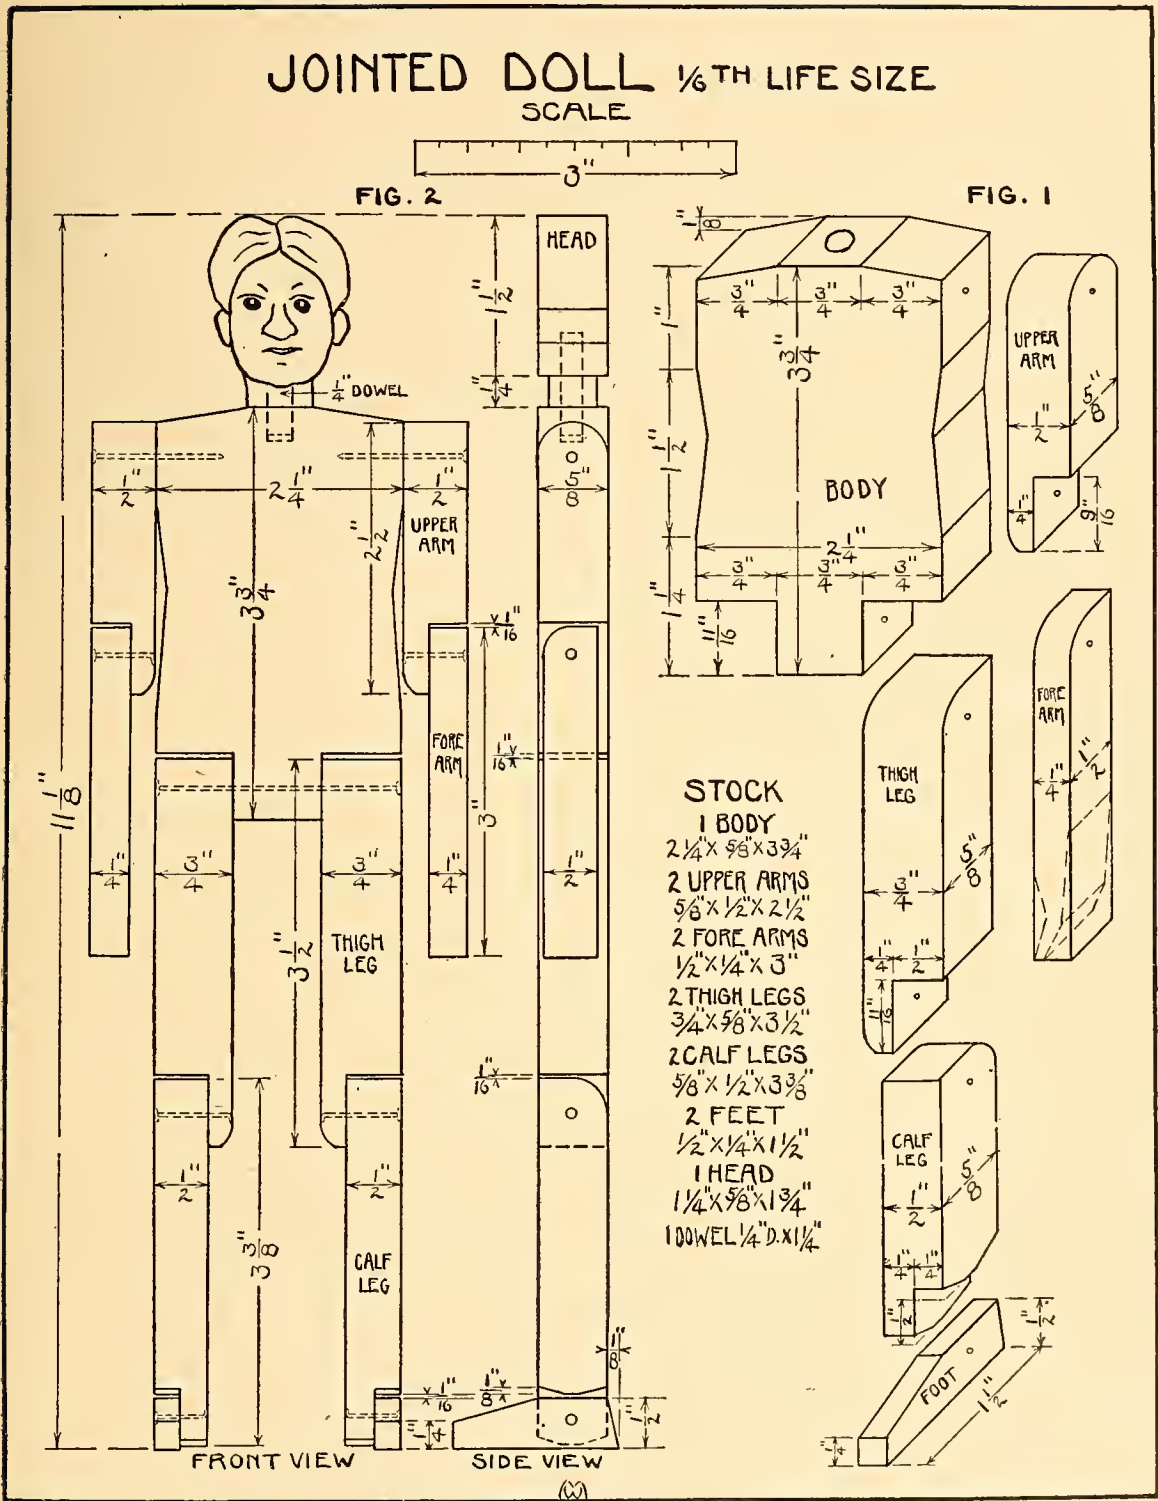 JOINTED DOLL 1/6TH LIFE SIZE
SCALE
3"
FIG. 2
FIG. 1
HEAD
1 1/2"
1/4"
1/4" DOWEL
1/2"
2 1/4"
1/2"
5/8"
UPPER
ARM
2 1/2"
3 3/4"
1/16"
11 1/8"
FORE
ARM
1/16"
3"
1/4"
3/4"
3/4"
1/4"
1/2"
THIGH
LEG
3 1/2"
1/16"
1/2"
1/2"
3 3/8"
CALF
LEG
1/8"
1/16"
1/8"
1/4"
1/2"
FRONT VIEW
SIDE VIEW
1/8"
3/4"
3/4"
3/4"
1"
3 3/4"
1 1/2"
BODY
2 1/4"
3/4"
3/4"
3/4"
1 1/4"
11/16"
UPPER
ARM
5/8"
1/2"
1/4"
9/16"
FORE
ARM
1/2"
1/4"
THIGH
LEG
5/8"
3/4"
1/4"
1/2"
11/16"
CALF
LEG
5/8"
1/2"
1/4"
1/4"
1/2"
FOOT
1/2"
1 1/2"
1/4"
STOCK
1 BODY
2 1/4" X 5/8" X 3 3/4"
2 UPPER ARMS
5/8" X 1/2" X 2 1/2"
2 FORE ARMS
1/2" X 1/4" X 3"
2 THIGH LEGS
3/4" X 5/8" X 3 1/2"
2 CALF LEGS
5/8" X 1/2" X 3 3/8"
2 FEET
1/2" X 1/4" X 1 1/2"
1 HEAD
1 1/4" X 5/8" X 1 3/4"
1 DOWEL 1/4" D. X 1 1/4"